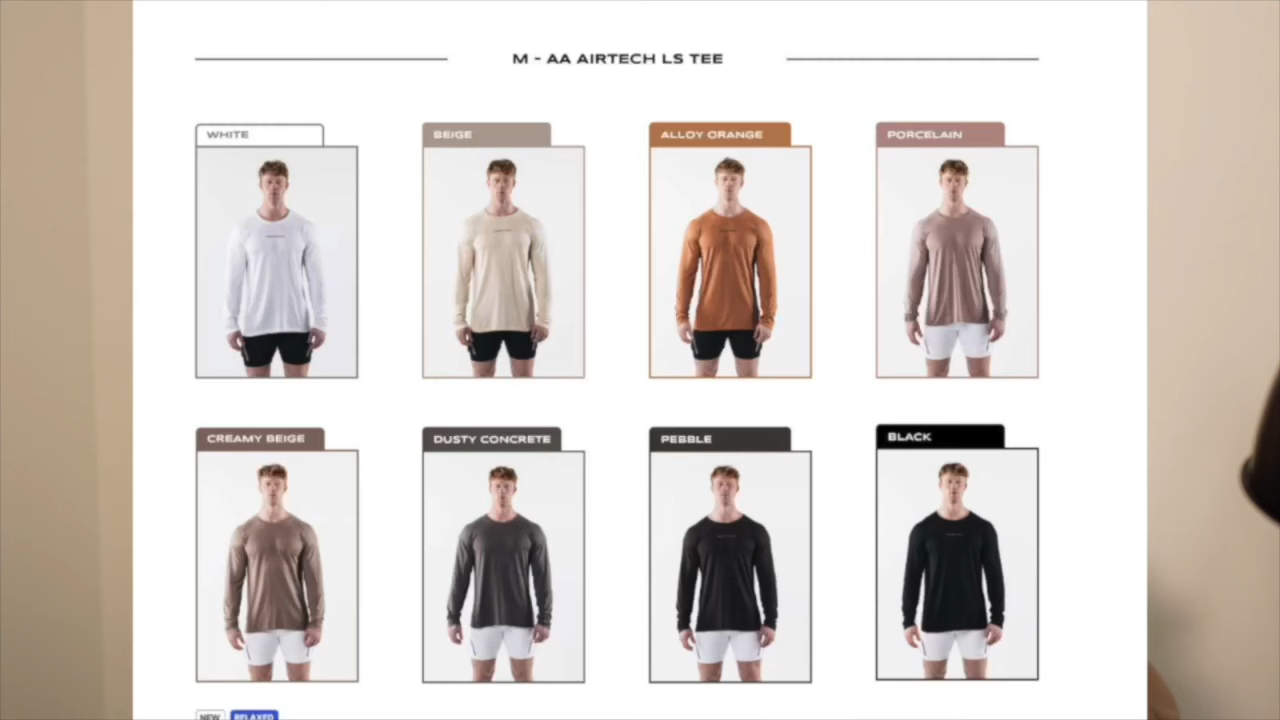 M - AA AIRTECH LS TEE
WHITE
BEIGE
ALLOY ORANGE
PORCELAIN
CREAMY BEIGE
DUSTY CONCRETE
PEBBLE
BLACK
NEW
RELAXED